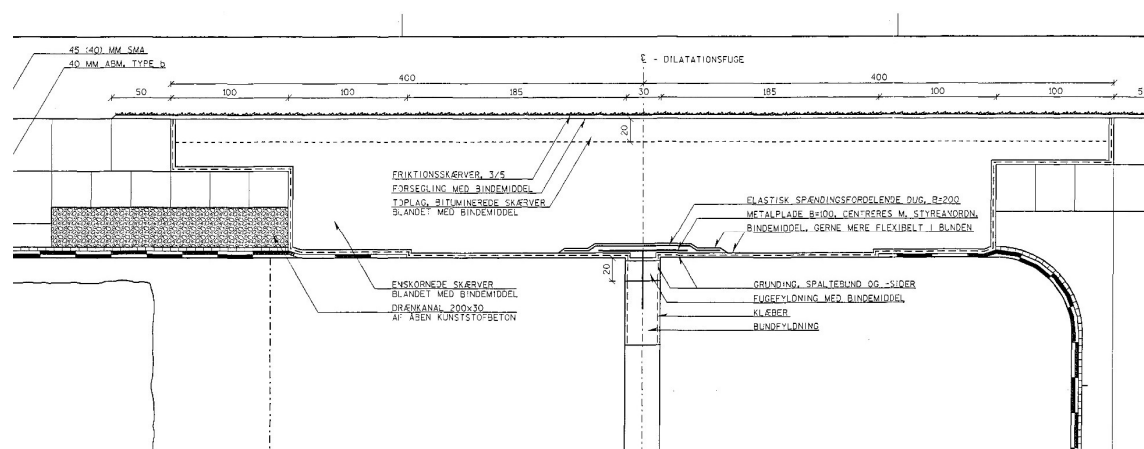 45 (40) MM SMA
40 MM ABM, TYPE b
℄ - DILATATIONSFUGE
400
400
50
100
100
185
30
185
100
100
5
20
FRIKTIONSSKÆRVER, 3/5
FORSEGLING MED BINDEMIDDEL
TOPLAG, BITUMINEREDE SKÆRVER
BLANDET MED BINDEMIDDEL
ELASTISK SPÆNDINGSFORDELENDE DUG, B=200
METALPLADE B=100, CENTRERES M. STYREANORDN.
BINDEMIDDEL, GERNE MERE FLEXIBELT I BUNDEN
20
ENSKORNEDE SKÆRVER
BLANDET MED BINDEMIDDEL
DRÆNKANAL 200x30
AF ÅBEN KUNSTSTOFBETON
GRUNDING, SPALTEBUND OG -SIDER
FUGEFYLDNING MED BINDEMIDDEL
KLÆBER
BUNDFYLDNING